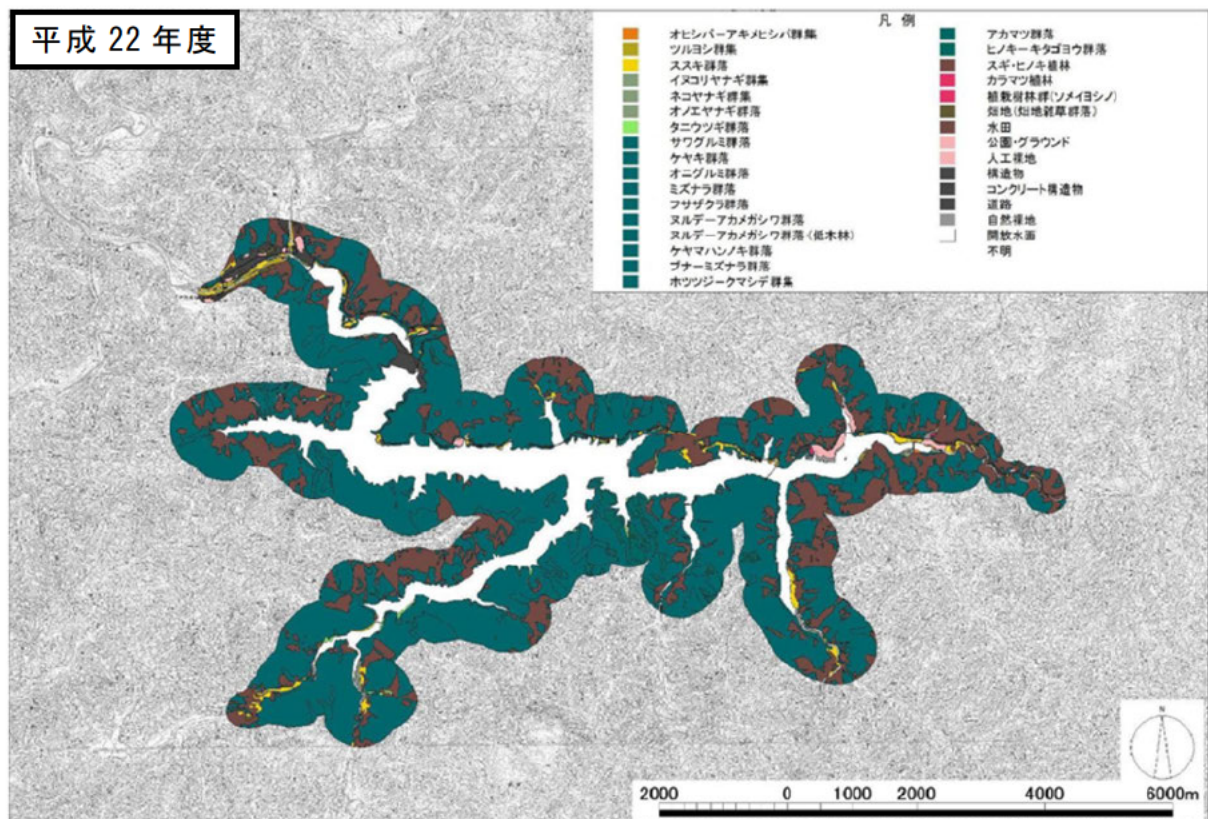 平成 22 年度
凡 例
オヒシバーアキメヒシバ群集
ツルヨシ群集
ススキ群落
イヌコリヤナギ群集
ネコヤナギ群集
オノエヤナギ群落
タニウツギ群落
サワグルミ群落
ケヤキ群落
オニグルミ群落
ミズナラ群落
フサザクラ群落
ヌルデーアカメガシワ群落
ヌルデーアカメガシワ群落(低木林)
ケヤマハンノキ群落
ブナーミズナラ群落
ホツツジークマシデ群集
アカマツ群落
ヒノキーキタゴヨウ群落
スギ・ヒノキ植林
カラマツ植林
植栽樹林群(ソメイヨシノ)
畑地(畑地雑草群落)
水田
公園・グラウンド
人工裸地
構造物
コンクリート構造物
道路
自然裸地
開放水面
不明
N
2000 0 1000 2000 4000 6000m